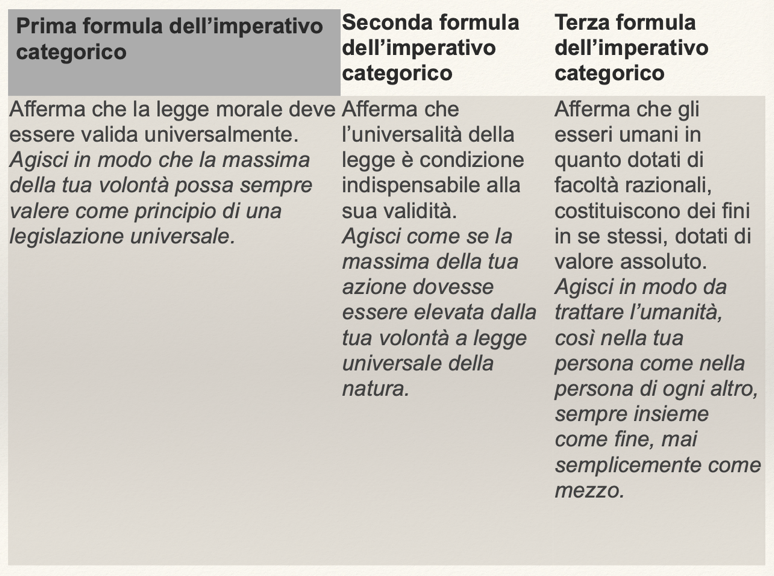 Prima formula dell’imperativo
categorico
Seconda formula
dell’imperativo
categorico
Terza formula
dell’imperativo
categorico
Afferma che la legge morale deve
essere valida universalmente.
Agisci in modo che la massima
della tua volontà possa sempre
valere come principio di una
legislazione universale.
Afferma che
l’universalità della
legge è condizione
indispensabile alla
sua validità.
Agisci come se la
massima della tua
azione dovesse
essere elevata dalla
tua volontà a legge
universale della
natura.
Afferma che gli
esseri umani in
quanto dotati di
facoltà razionali,
costituiscono dei fini
in se stessi, dotati di
valore assoluto.
Agisci in modo da
trattare l’umanità,
così nella tua
persona come nella
persona di ogni altro,
sempre insieme
come fine, mai
semplicemente come
mezzo.